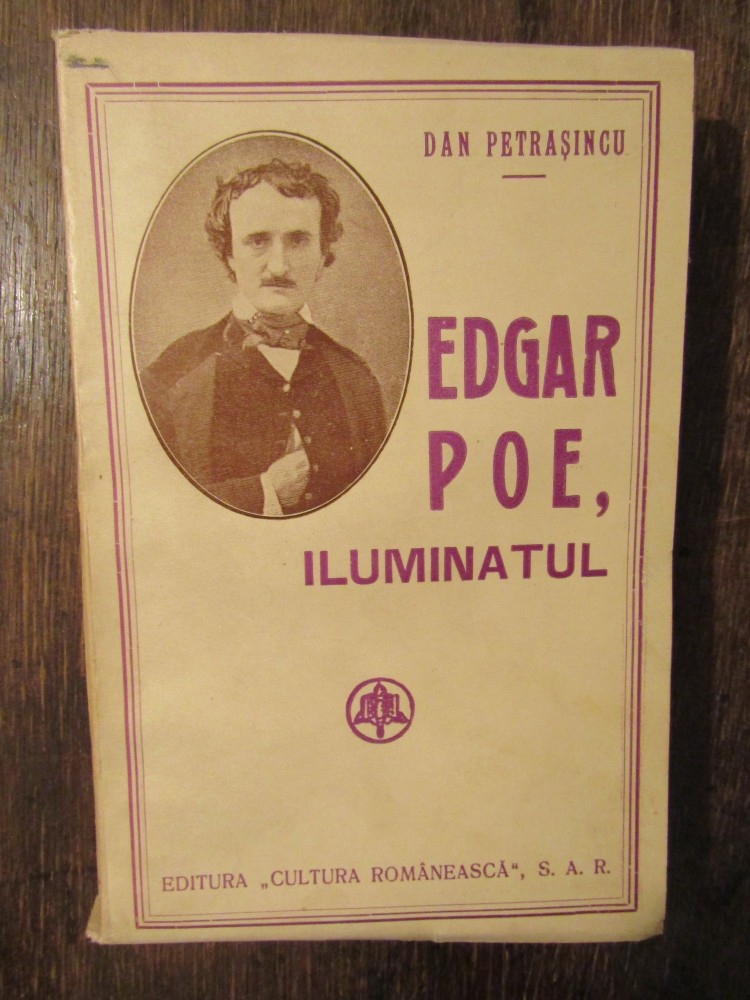 DAN PETRAȘINCU
EDGAR
POE,
ILUMINATUL
EDITURA „CULTURA ROMÂNEASCĂ“, S. A. R.